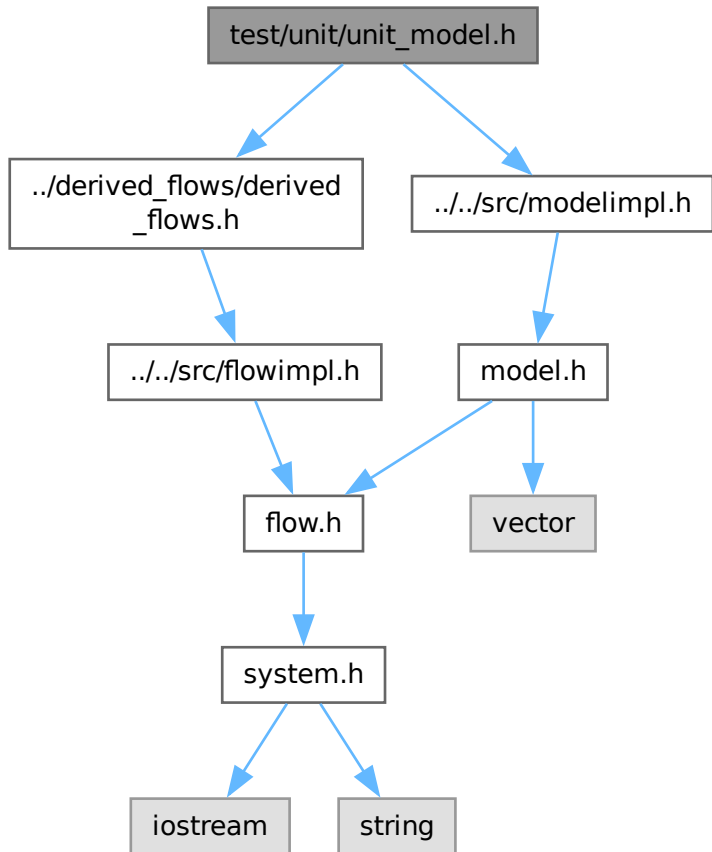 test/unit/unit_model.h
../derived_flows/derived
_flows.h
../../src/modelimpl.h
../../src/flowimpl.h
model.h
flow.h
vector
system.h
iostream
string